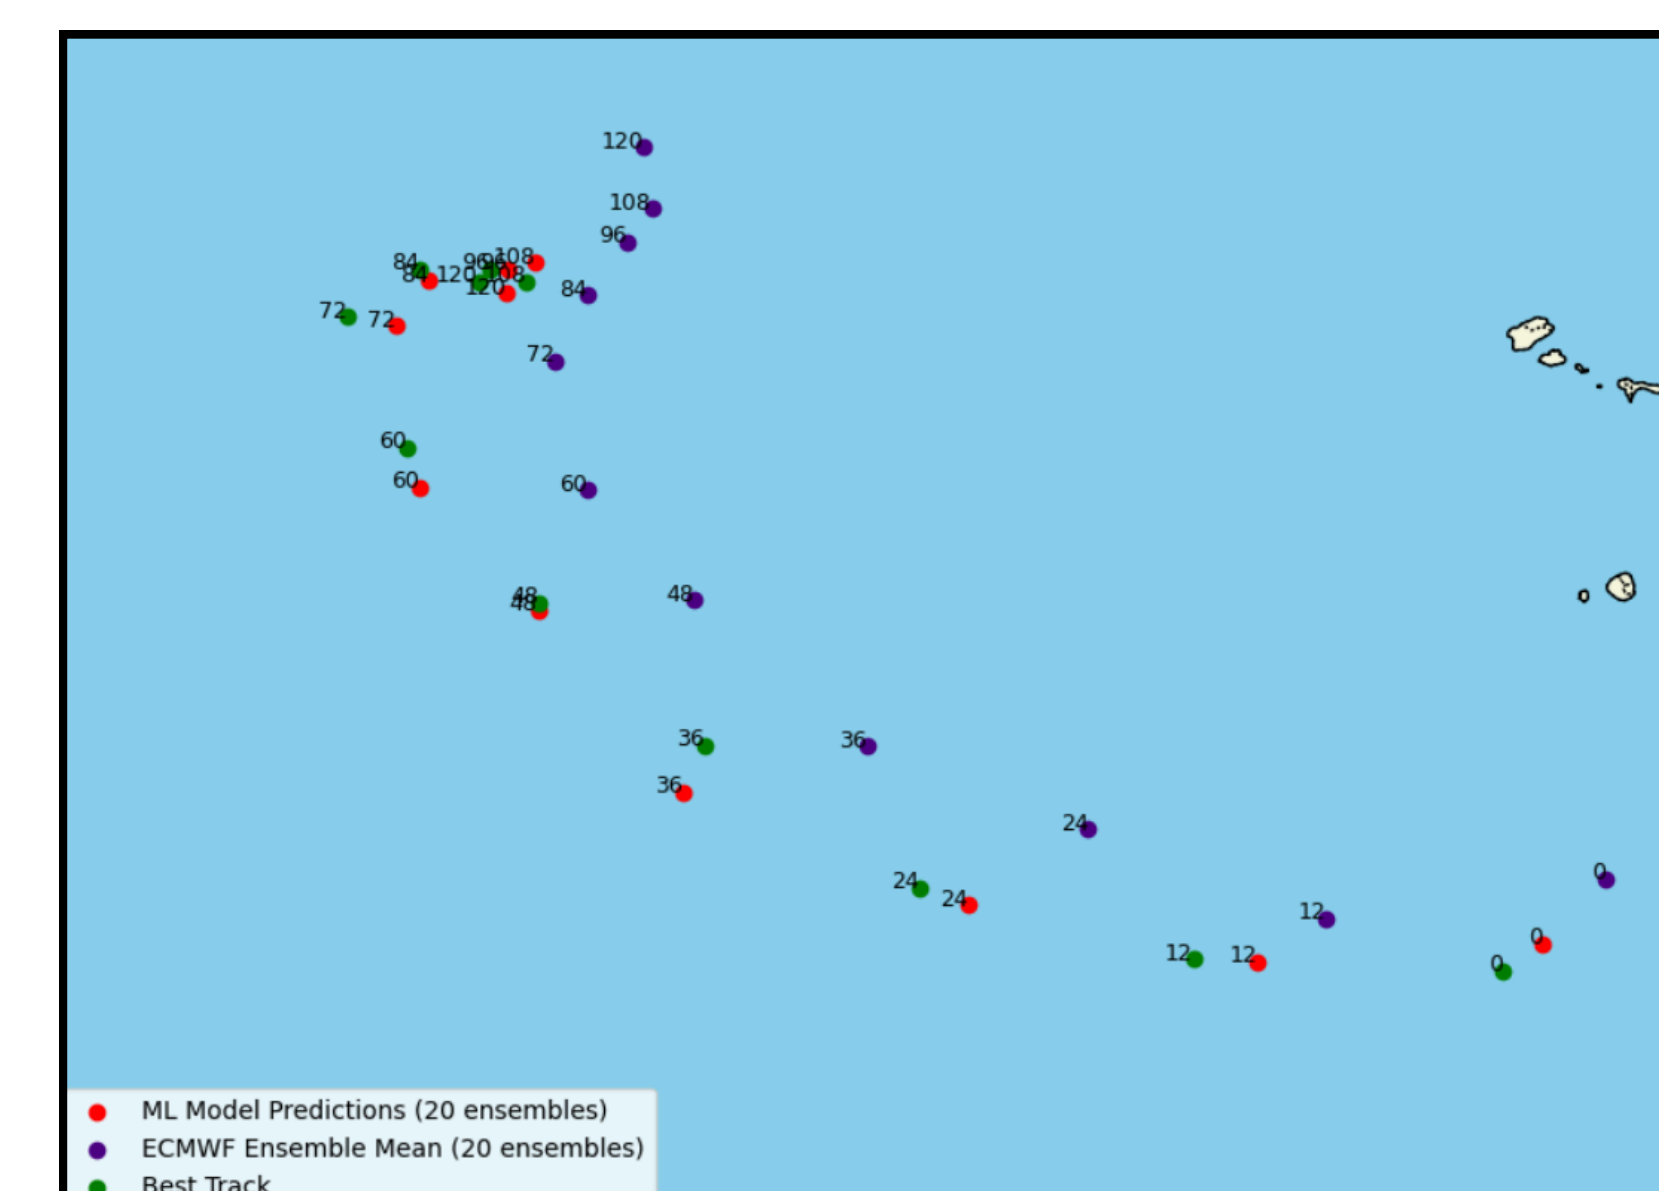 120
108
96
84 96 96 108
84 120 108
120 84
72 72
72
60
60 60
48 48
48
36 36
36
24
24 24
0
12
0
12 12 0
ML Model Predictions (20 ensembles)
ECMWF Ensemble Mean (20 ensembles)
Best Track